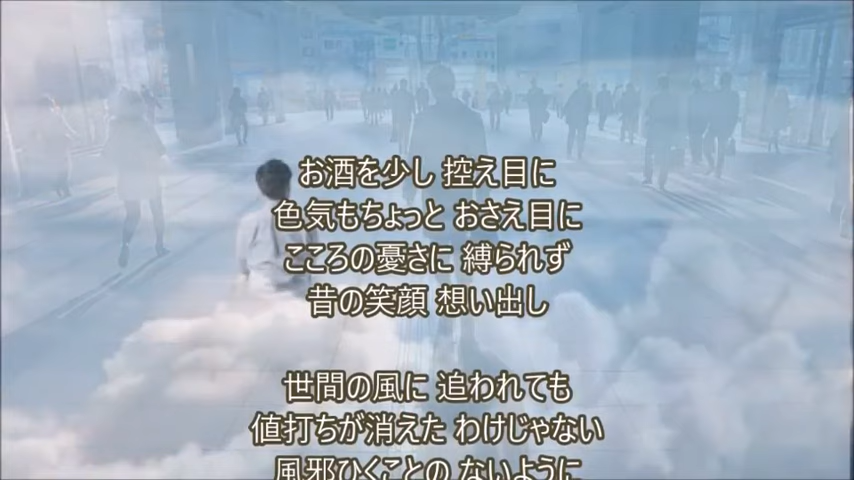 お酒を少し 控え目に
色気もちょっと おさえ目に
こころの憂さに 縛られず
昔の笑顔 想い出し
世間の風に 追われても
値打ちが消えた わけじゃない
風邪ひくことの ないように